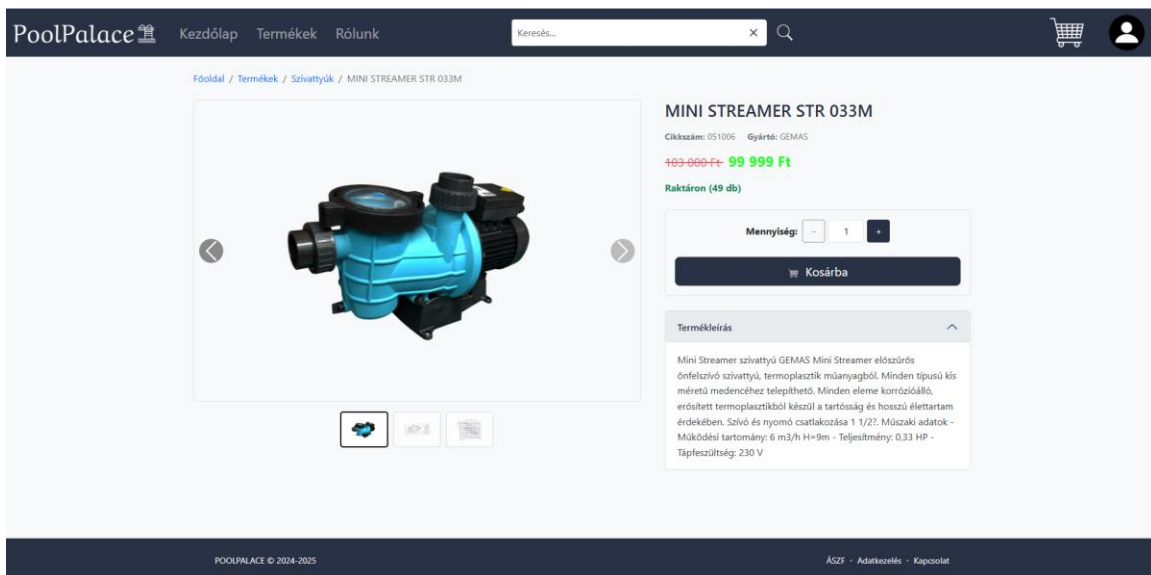 PoolPalace Kezdőlap Termékek Rólunk Keresés...
Főoldal / Termékek / Szivattyúk / MINI STREAMER STR 033M
MINI STREAMER STR 033M
Cikkszám: 051006 Gyártó: GEMAS
103 000 Ft 99 999 Ft
Raktáron (49 db)
Mennyiség: - 1 +
Kosárba
Termékleírás
Mini Streamer szivattyú GEMAS Mini Streamer előszűrős
önfelszívó szivattyú, termoplasztik műanyagból. Minden típusú kis
méretű medencéhez telepíthető. Minden eleme korrózióálló,
erősített termoplasztikból készül a tartósság és hosszú élettartam
érdekében. Szívó és nyomó csatlakozása 1 1/2?. Műszaki adatok -
Működési tartomány: 6 m3/h H=9m - Teljesítmény: 0,33 HP -
Tápfeszültség: 230 V
POOLPALACE © 2024-2025 ÁSZF - Adatkezelés - Kapcsolat